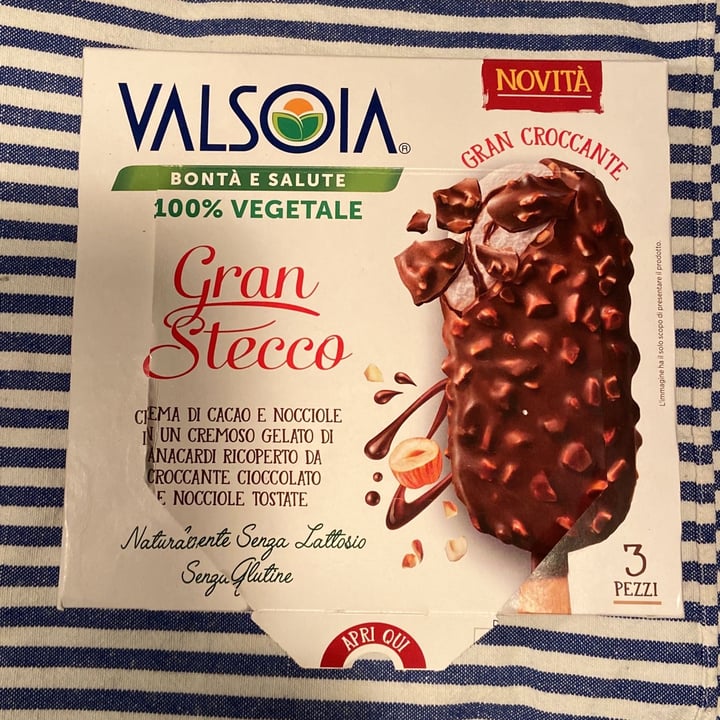 VALSOIA®
BONTÀ E SALUTE
100% VEGETALE
NOVITÀ
GRAN CROCCANTE
Gran
Stecco
CREMA DI CACAO E NOCCIOLE
IN UN CREMOSO GELATO DI
ANACARDI RICOPERTO DA
CROCCANTE CIOCCOLATO
E NOCCIOLE TOSTATE
Naturalmente Senza Lattosio
Senza Glutine
L'immagine ha il solo scopo di presentare il prodotto.
3
PEZZI
APRI QUI